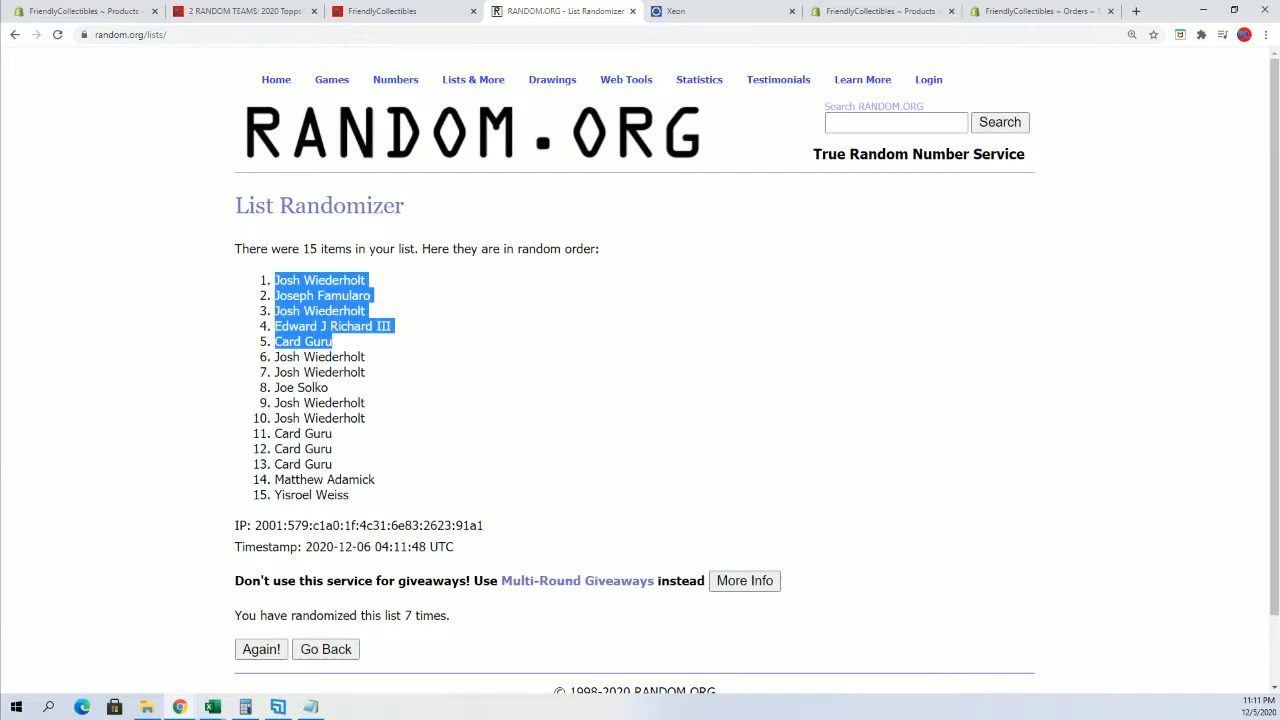 FriendlyCollectibles ~ Products ~
2 RANDOM TEAMS: 2020 Topps
FriendlyCollectibles
RANDOM.ORG - List Randomizer
Xeon
FriendlyCollectibles ~ Products ~
FriendlyCollectibles ~ Orders ~ S
random.org/lists/
Home Games Numbers Lists & More Drawings Web Tools Statistics Testimonials Learn More Login
RANDOM.ORG
Search RANDOM.ORG
Search
True Random Number Service
List Randomizer
There were 15 items in your list. Here they are in random order:
1. Josh Wiederholt
2. Joseph Famularo
3. Josh Wiederholt
4. Edward J Richard III
5. Card Guru
6. Josh Wiederholt
7. Josh Wiederholt
8. Joe Solko
9. Josh Wiederholt
10. Josh Wiederholt
11. Card Guru
12. Card Guru
13. Card Guru
14. Matthew Adamick
15. Yisroel Weiss
IP: 2001:579:c1a0:1f:4c31:6e83:2623:91a1
Timestamp: 2020-12-06 04:11:48 UTC
Don't use this service for giveaways! Use Multi-Round Giveaways instead More Info
You have randomized this list 7 times.
Again! Go Back
© 1998-2020 RANDOM.ORG
11:11 PM
12/5/2020